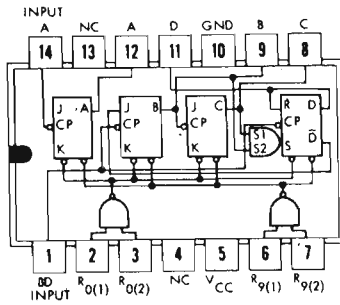 INPUT
A NC A D GND B C
14 13 12 11 10 9 8
J A J B J C R D
CP CP CP S1 CP
K K K S2 S D̅
1 2 3 4 5 6 7
BD R0(1) R0(2) NC VCC R9(1) R9(2)
INPUT